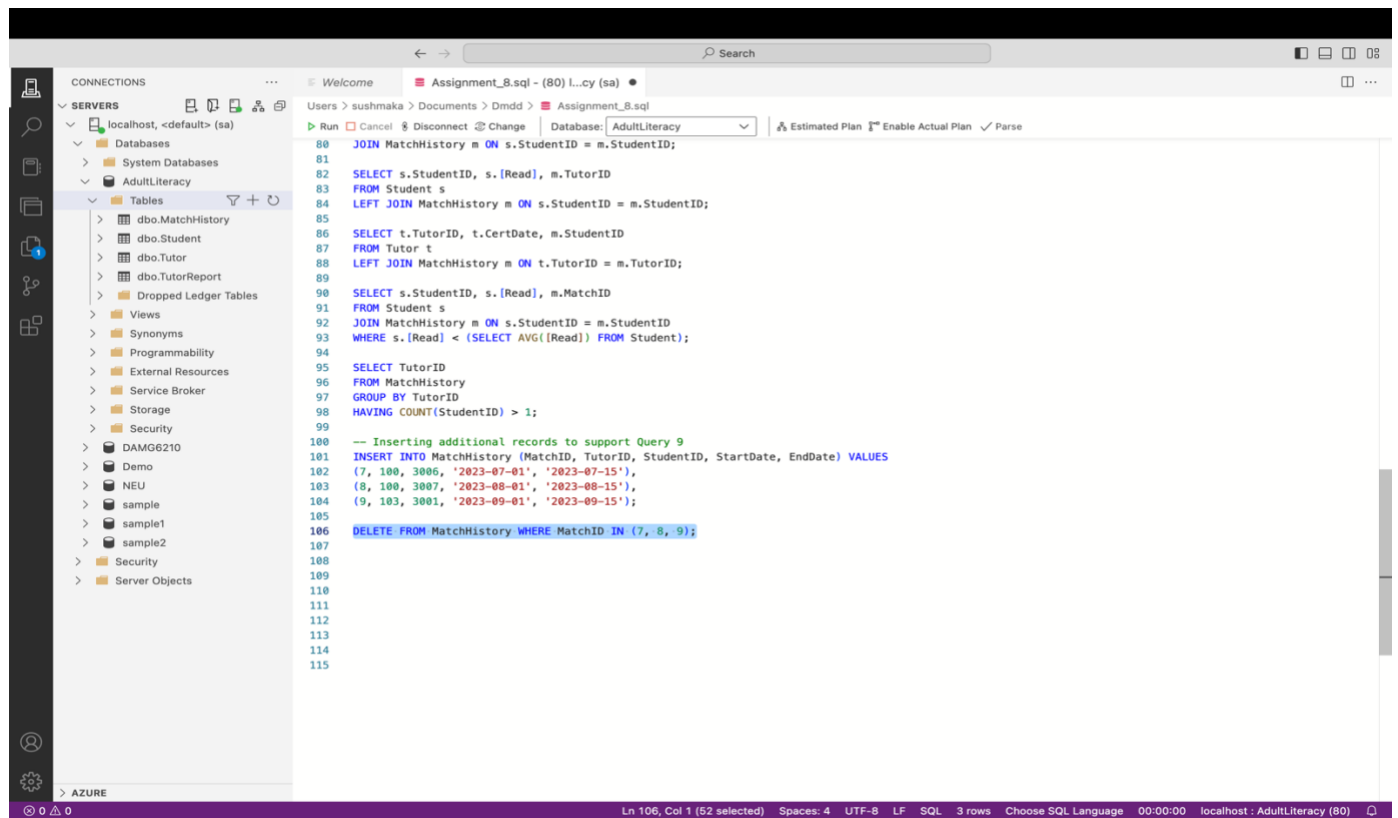 Search
CONNECTIONS
SERVERS
localhost, <default> (sa)
Databases
System Databases
AdultLiteracy
Tables
dbo.MatchHistory
dbo.Student
dbo.Tutor
dbo.TutorReport
Dropped Ledger Tables
Views
Synonyms
Programmability
External Resources
Service Broker
Storage
Security
DAMG6210
Demo
NEU
sample
sample1
sample2
Security
Server Objects
AZURE
1
Welcome
Assignment_8.sql - (80) l...cy (sa)
Users > sushmaka > Documents > Dmdd > Assignment_8.sql
Run Cancel Disconnect Change Database: AdultLiteracy Estimated Plan Enable Actual Plan Parse
80 JOIN MatchHistory m ON s.StudentID = m.StudentID;
81
82 SELECT s.StudentID, s.[Read], m.TutorID
83 FROM Student s
84 LEFT JOIN MatchHistory m ON s.StudentID = m.StudentID;
85
86 SELECT t.TutorID, t.CertDate, m.StudentID
87 FROM Tutor t
88 LEFT JOIN MatchHistory m ON t.TutorID = m.TutorID;
89
90 SELECT s.StudentID, s.[Read], m.MatchID
91 FROM Student s
92 JOIN MatchHistory m ON s.StudentID = m.StudentID
93 WHERE s.[Read] < (SELECT AVG([Read]) FROM Student);
94
95 SELECT TutorID
96 FROM MatchHistory
97 GROUP BY TutorID
98 HAVING COUNT(StudentID) > 1;
99
100 -- Inserting additional records to support Query 9
101 INSERT INTO MatchHistory (MatchID, TutorID, StudentID, StartDate, EndDate) VALUES
102 (7, 100, 3006, '2023-07-01', '2023-07-15'),
103 (8, 100, 3007, '2023-08-01', '2023-08-15'),
104 (9, 103, 3001, '2023-09-01', '2023-09-15');
105
106 DELETE FROM MatchHistory WHERE MatchID IN (7, 8, 9);
107
108
109
110
111
112
113
114
115
0 0 Ln 106, Col 1 (52 selected) Spaces: 4 UTF-8 LF SQL 3 rows Choose SQL Language 00:00:00 localhost : AdultLiteracy (80)